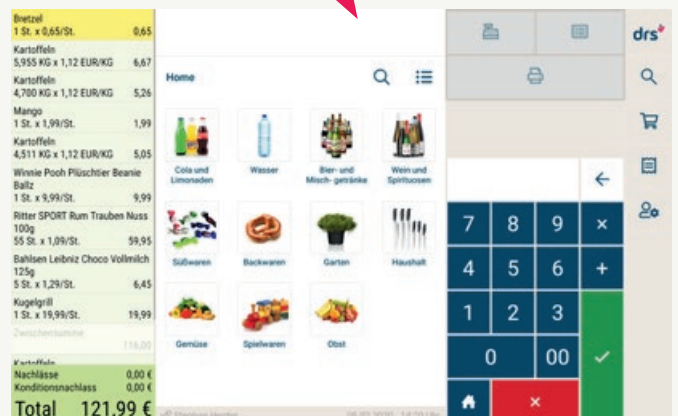 Bretzel
1 St. x 0,65/St. 0,65
Kartoffeln
5,955 KG x 1,12 EUR/KG 6,67
Kartoffeln
4,700 KG x 1,12 EUR/KG 5,26
Mango
1 St. x 1,99/St. 1,99
Kartoffeln
4,511 KG x 1,12 EUR/KG 5,05
Winnie Pooh Plüschtier Beanie
Ballz
1 St. x 9,99/St. 9,99
Ritter SPORT Rum Trauben Nuss
100g
55 St. x 1,09/St. 59,95
Bahlsen Leibniz Choco Vollmilch
125g
5 St. x 1,29/St. 6,45
Kugelgrill
1 St. x 19,99/St. 19,99
Zwischensumme
116,00
Kartoffeln
Nachlässe 0,00 €
Konditionsnachlass 0,00 €
Total 121,99 €
Home
Cola und
Limonaden
Wasser
Bier- und
Misch- getränke
Wein und
Spirituosen
Süßwaren
Backwaren
Garten
Haushalt
Gemüse
Spielwaren
Obst
drs
7 8 9 ×
4 5 6 +
1 2 3
0 00
×